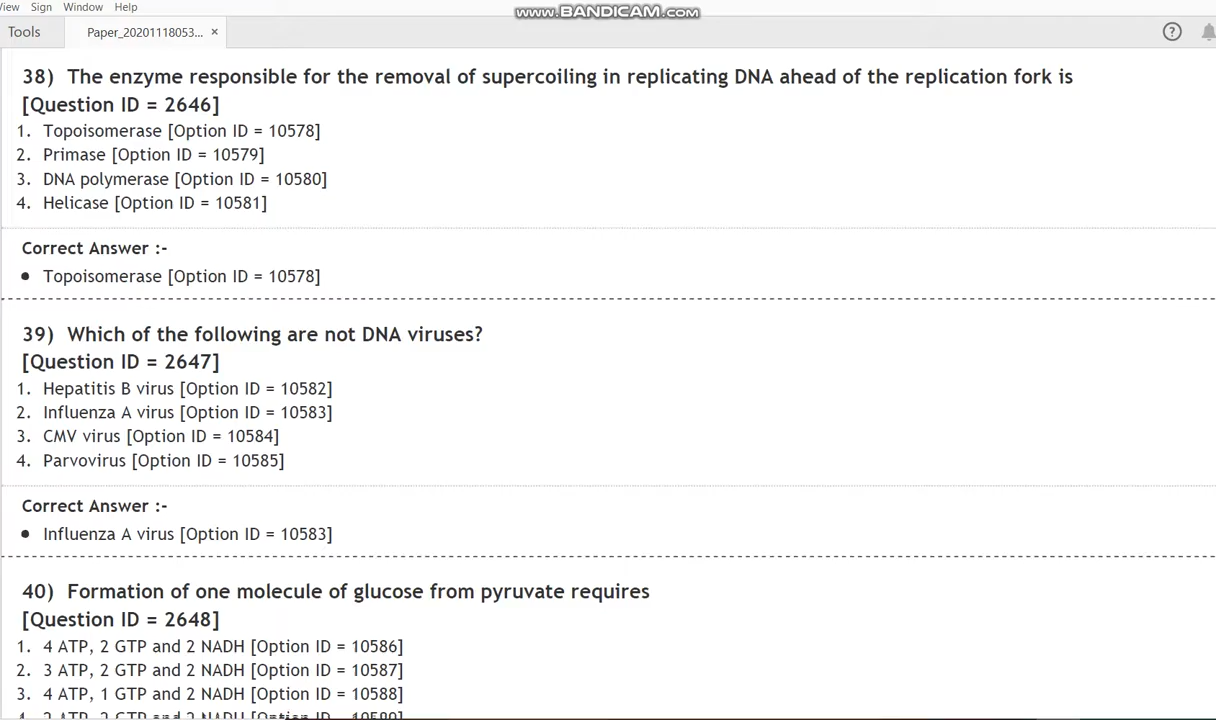 View Sign Window Help
www.BANDICAM.com
Tools Paper_20201118053... ×
?
38) The enzyme responsible for the removal of supercoiling in replicating DNA ahead of the replication fork is
[Question ID = 2646]
1. Topoisomerase [Option ID = 10578]
2. Primase [Option ID = 10579]
3. DNA polymerase [Option ID = 10580]
4. Helicase [Option ID = 10581]
Correct Answer :-
• Topoisomerase [Option ID = 10578]
39) Which of the following are not DNA viruses?
[Question ID = 2647]
1. Hepatitis B virus [Option ID = 10582]
2. Influenza A virus [Option ID = 10583]
3. CMV virus [Option ID = 10584]
4. Parvovirus [Option ID = 10585]
Correct Answer :-
• Influenza A virus [Option ID = 10583]
40) Formation of one molecule of glucose from pyruvate requires
[Question ID = 2648]
1. 4 ATP, 2 GTP and 2 NADH [Option ID = 10586]
2. 3 ATP, 2 GTP and 2 NADH [Option ID = 10587]
3. 4 ATP, 1 GTP and 2 NADH [Option ID = 10588]